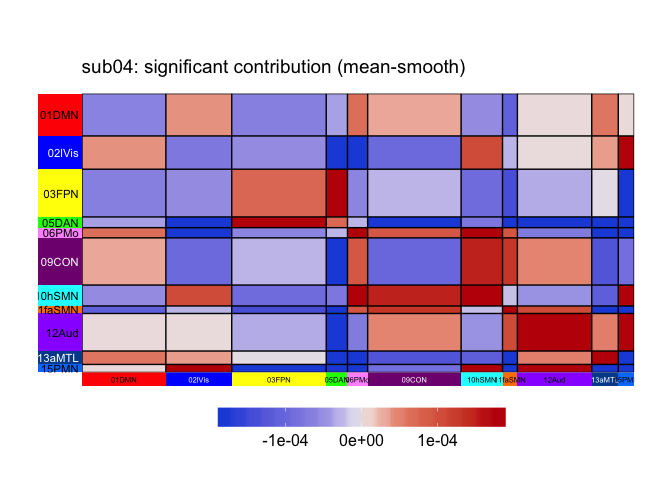 sub04: significant contribution (mean-smooth)
01DMN
02lVis
03FPN
05DAN
06PMo
09CON
10hSMN
11faSMN
12Aud
13aMTL
15PMN
01DMN
02lVis
03FPN
05DAN
06PMo
09CON
10hSMN
11faSMN
12Aud
13aMTL
15PMN
-1e-04 0e+00 1e-04